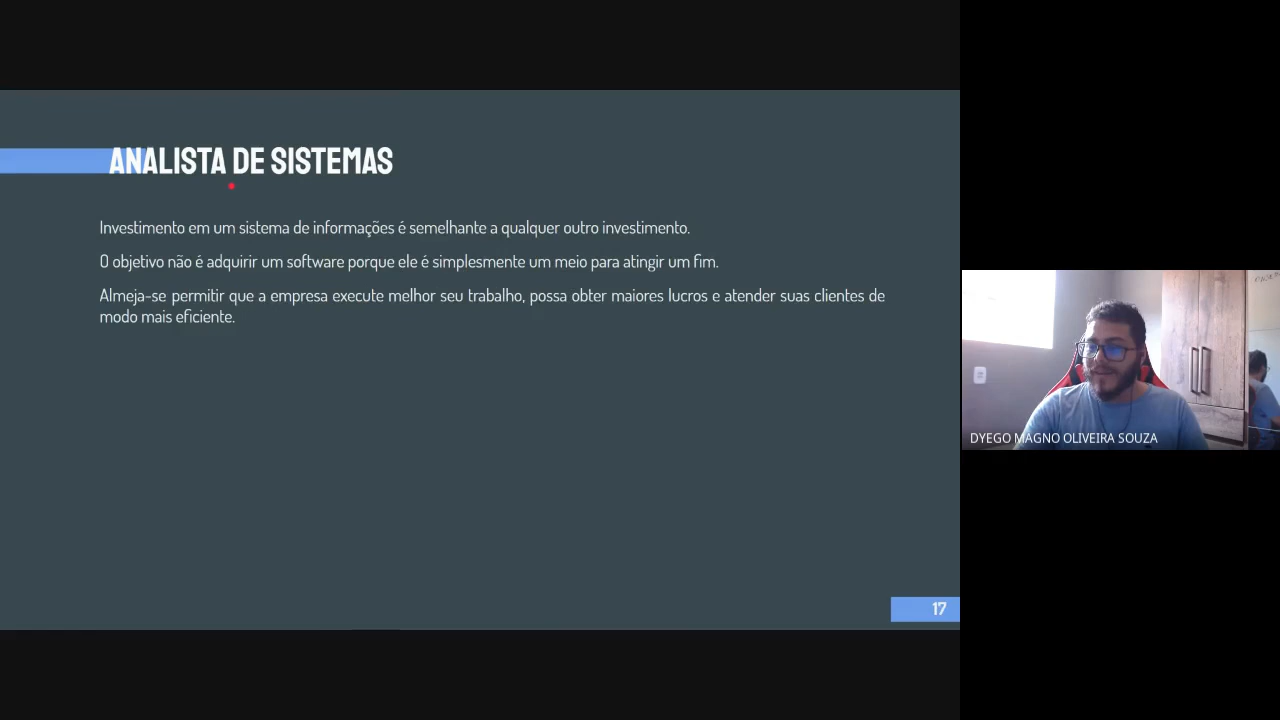 ANALISTA DE SISTEMAS
Investimento em um sistema de informações é semelhante a qualquer outro investimento.
O objetivo não é adquirir um software porque ele é simplesmente um meio para atingir um fim.
Almeja-se permitir que a empresa execute melhor seu trabalho, possa obter maiores lucros e atender suas clientes de
modo mais eficiente.
17
DYEGO MAGNO OLIVEIRA SOUZA